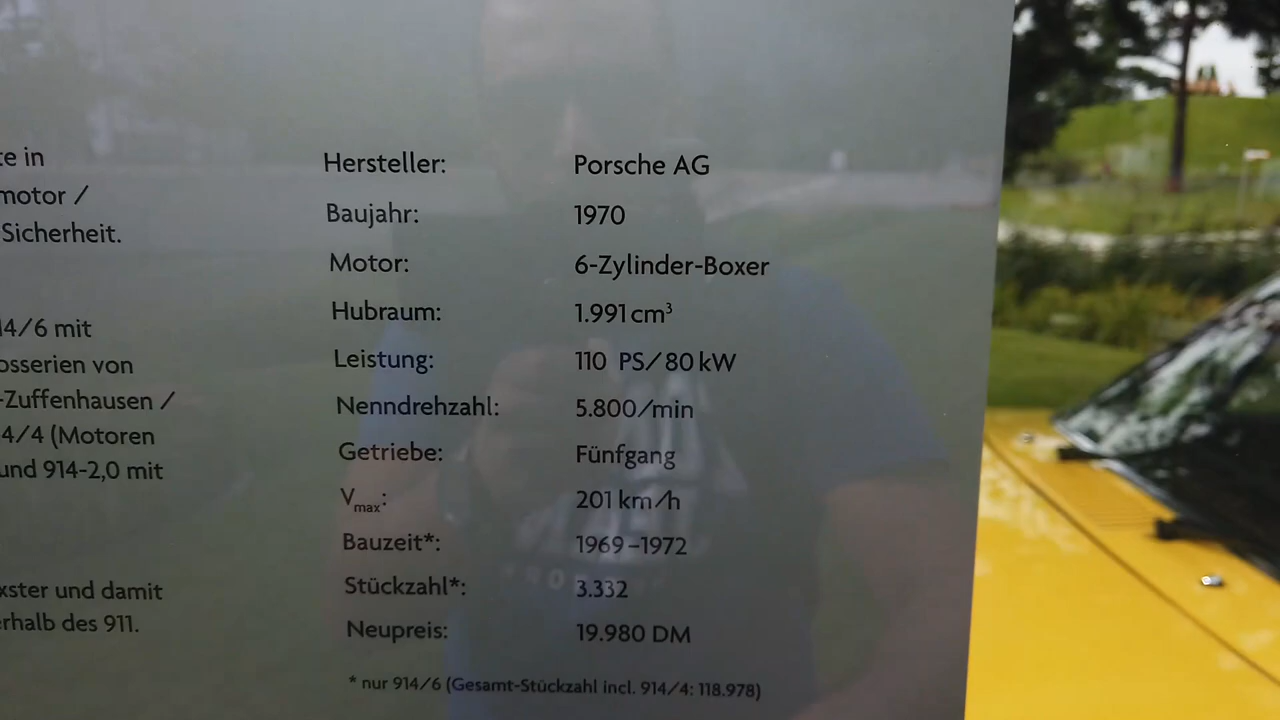 te in
motor /
Sicherheit.
14/6 mit
osserien von
-Zuffenhausen /
4/4 (Motoren
und 914-2,0 mit
xster und damit
erhalb des 911.
Hersteller: Porsche AG
Baujahr: 1970
Motor: 6-Zylinder-Boxer
Hubraum: 1.991 cm³
Leistung: 110 PS/80 kW
Nenndrehzahl: 5.800/min
Getriebe: Fünfgang
Vmax: 201 km/h
Bauzeit*: 1969–1972
Stückzahl*: 3.332
Neupreis: 19.980 DM
* nur 914/6 (Gesamt-Stückzahl incl. 914/4: 118.978)